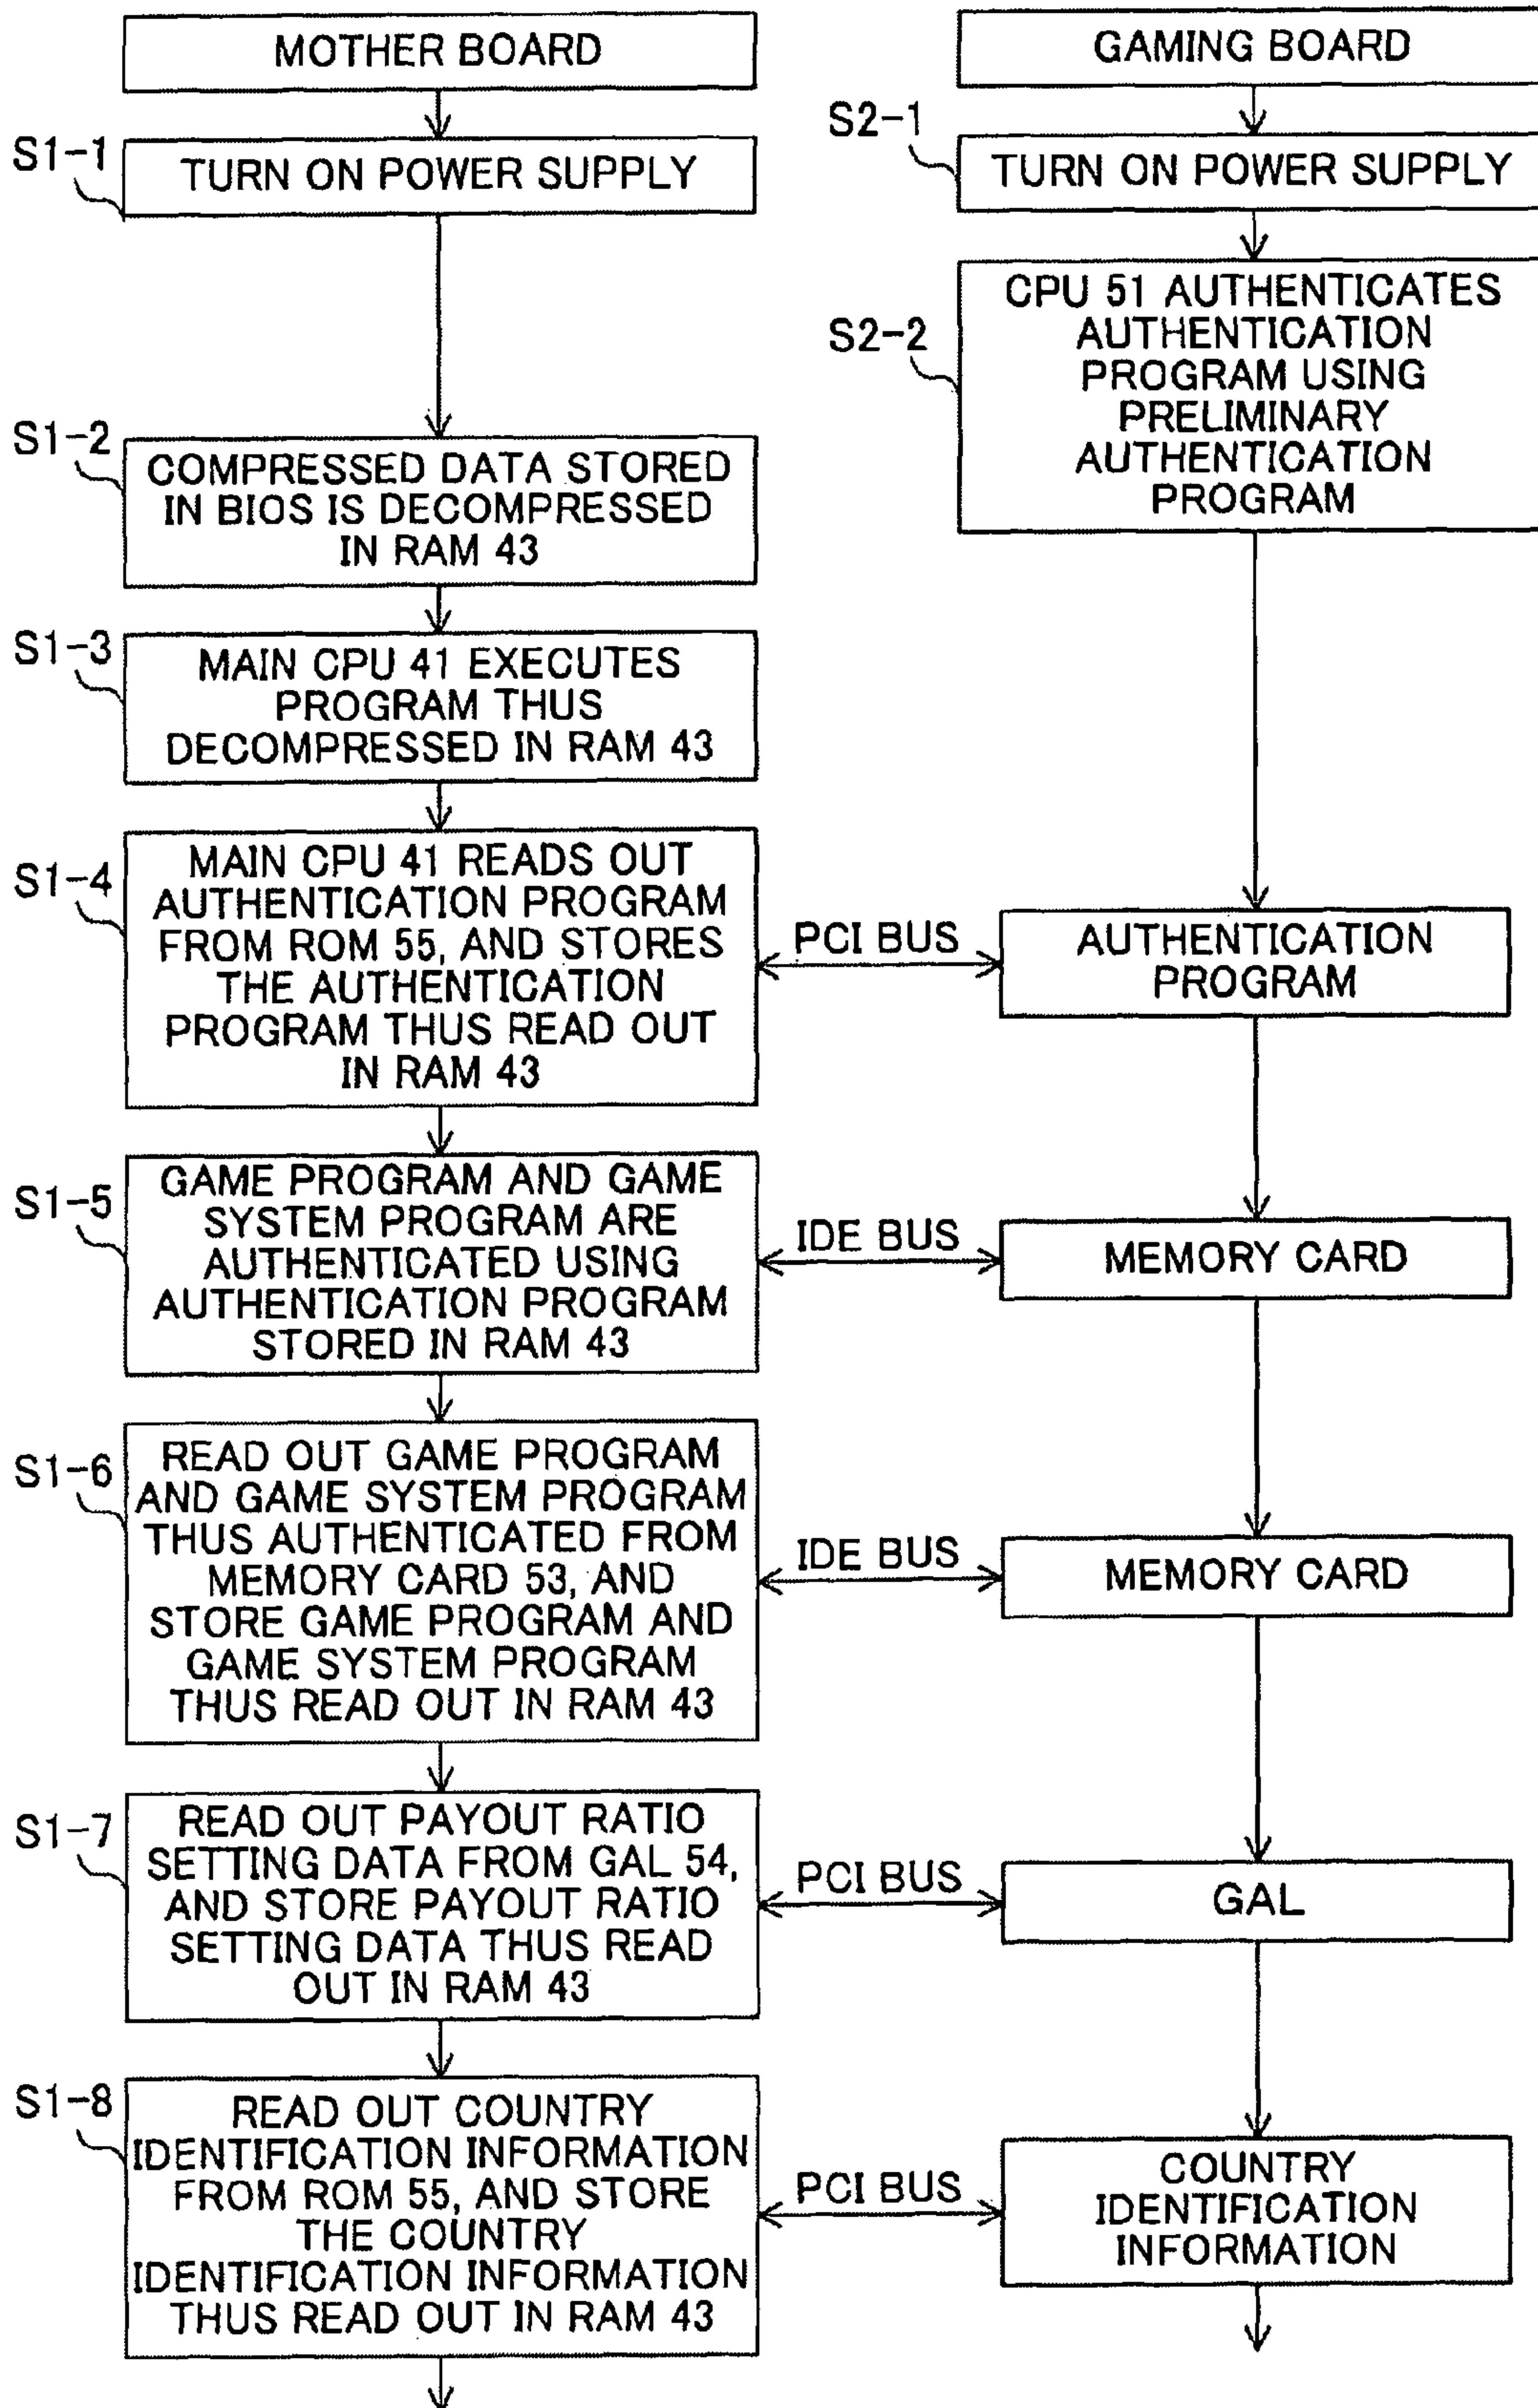 MOTHER BOARD
S1-1
TURN ON POWER SUPPLY
S1-2
COMPRESSED DATA STORED
IN BIOS IS DECOMPRESSED
IN RAM 43
S1-3
MAIN CPU 41 EXECUTES
PROGRAM THUS
DECOMPRESSED IN RAM 43
S1-4
MAIN CPU 41 READS OUT
AUTHENTICATION PROGRAM
FROM ROM 55, AND STORES
THE AUTHENTICATION
PROGRAM THUS READ OUT
IN RAM 43
S1-5
GAME PROGRAM AND GAME
SYSTEM PROGRAM ARE
AUTHENTICATED USING
AUTHENTICATION PROGRAM
STORED IN RAM 43
S1-6
READ OUT GAME PROGRAM
AND GAME SYSTEM PROGRAM
THUS AUTHENTICATED FROM
MEMORY CARD 53, AND
STORE GAME PROGRAM AND
GAME SYSTEM PROGRAM
THUS READ OUT IN RAM 43
S1-7
READ OUT PAYOUT RATIO
SETTING DATA FROM GAL 54,
AND STORE PAYOUT RATIO
SETTING DATA THUS READ
OUT IN RAM 43
S1-8
READ OUT COUNTRY
IDENTIFICATION INFORMATION
FROM ROM 55, AND STORE
THE COUNTRY
IDENTIFICATION INFORMATION
THUS READ OUT IN RAM 43
GAMING BOARD
S2-1
TURN ON POWER SUPPLY
S2-2
CPU 51 AUTHENTICATES
AUTHENTICATION
PROGRAM USING
PRELIMINARY
AUTHENTICATION
PROGRAM
PCI BUS
AUTHENTICATION
PROGRAM
IDE BUS
MEMORY CARD
IDE BUS
MEMORY CARD
PCI BUS
GAL
PCI BUS
COUNTRY
IDENTIFICATION
INFORMATION